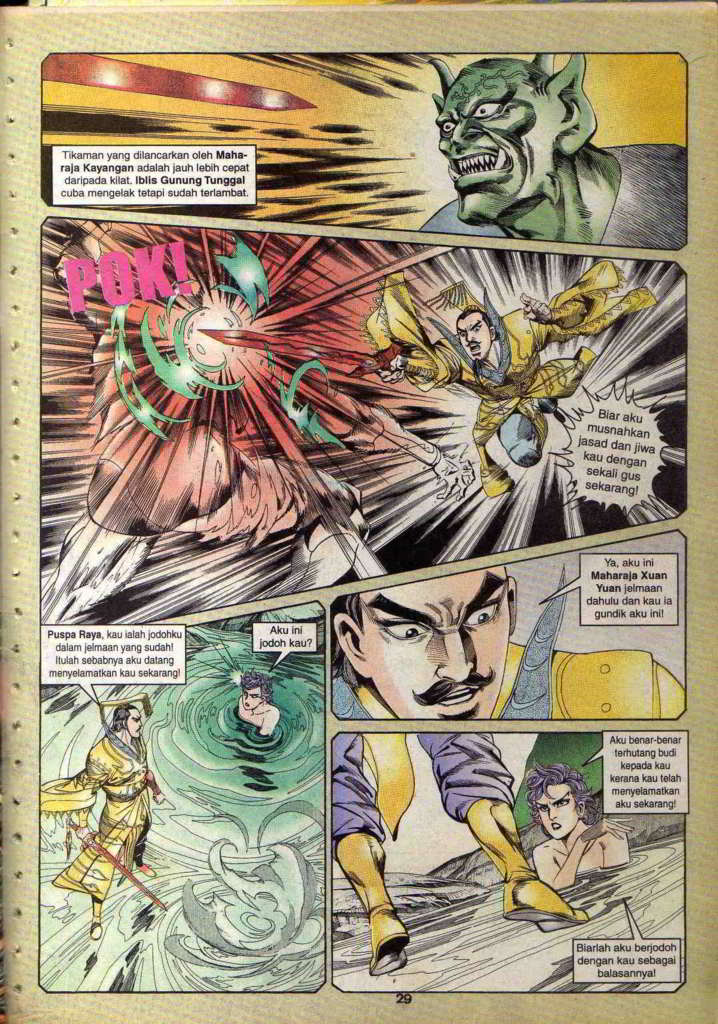 Tikaman yang dilancarkan oleh Maha-
raja Kayangan adalah jauh lebih cepat
daripada kilat. Iblis Gunung Tunggal
cuba mengelak tetapi sudah terlambat.
POK!
Biar aku
musnahkan
jasad dan jiwa
kau dengan
sekali gus
sekarang!
Ya, aku ini
Maharaja Xuan
Yuan jelmaan
dahulu dan kau ia
gundik aku ini!
Puspa Raya, kau ialah jodohku
dalam jelmaan yang sudah!
Itulah sebabnya aku datang
menyelamatkan kau sekarang!
Aku ini
jodoh kau?
Aku benar-benar
terhutang budi
kepada kau
kerana kau telah
menyelamatkan
aku sekarang!
Biarlah aku berjodoh
dengan kau sebagai
balasannya!
29